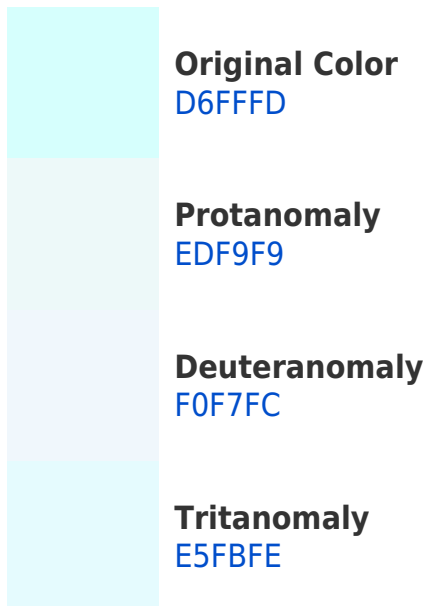 Original Color
D6FFFD
Protanomaly
EDF9F9
Deuteranomaly
F0F7FC
Tritanomaly
E5FBFE